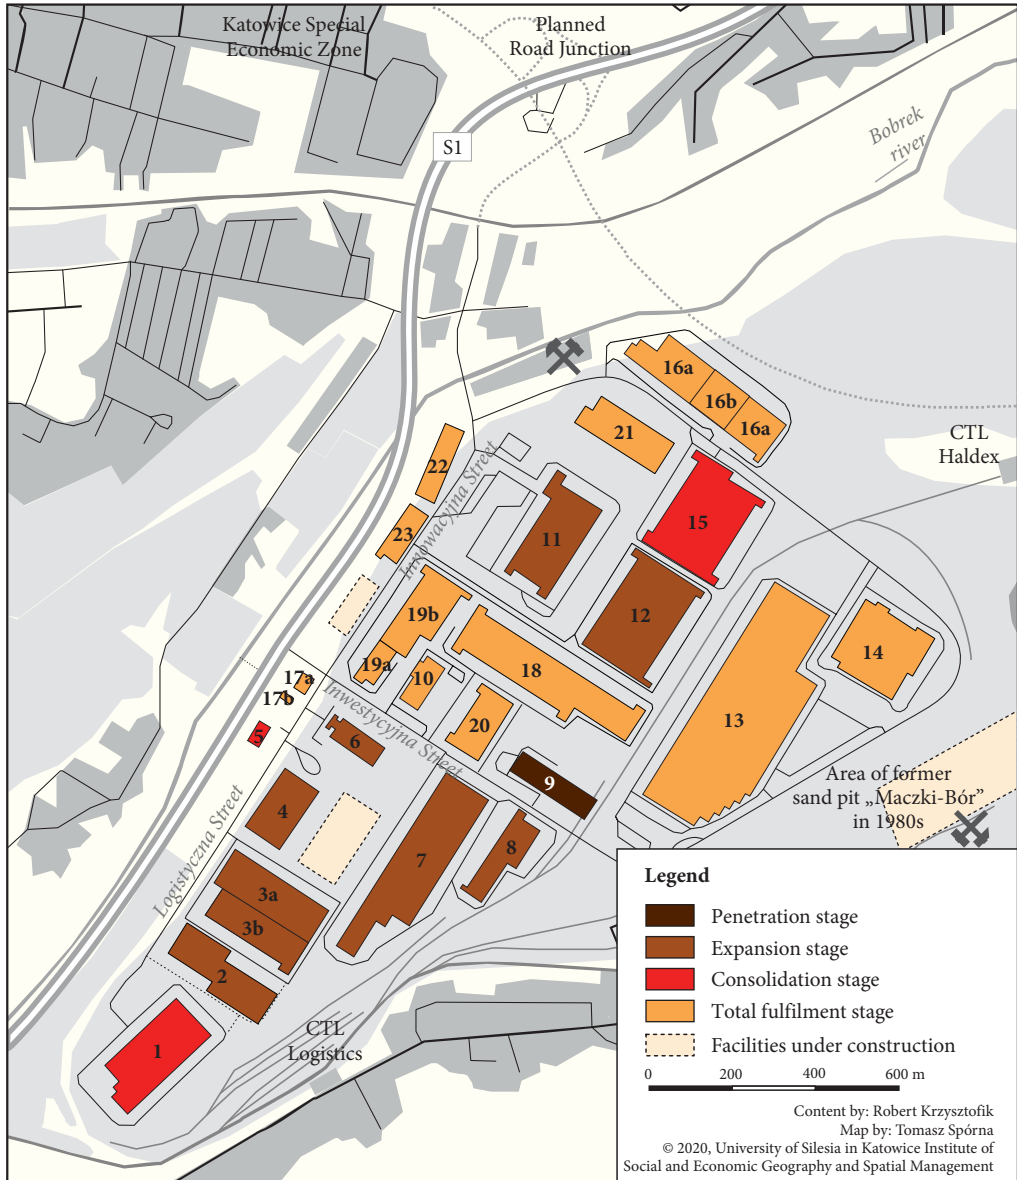 Katowice Special
Economic Zone
Planned
Road Junction
S1
Bobrek
river
16a
16b
16a
21
CTL
Haldex
22
Innowacyjna Street
15
23
11
12
19b
19a
18
14
10
17a
17b
Inwestycyjna Street
20
13
5
6
9
Area of former
sand pit „Maczki-Bór”
in 1980s
4
Logistyczna Street
7
8
3a
3b
2
1
CTL
Logistics
Legend
Penetration stage
Expansion stage
Consolidation stage
Total fulfilment stage
Facilities under construction
0 200 400 600 m
Content by: Robert Krzysztofik
Map by: Tomasz Spórna
© 2020, University of Silesia in Katowice Institute of
Social and Economic Geography and Spatial Management